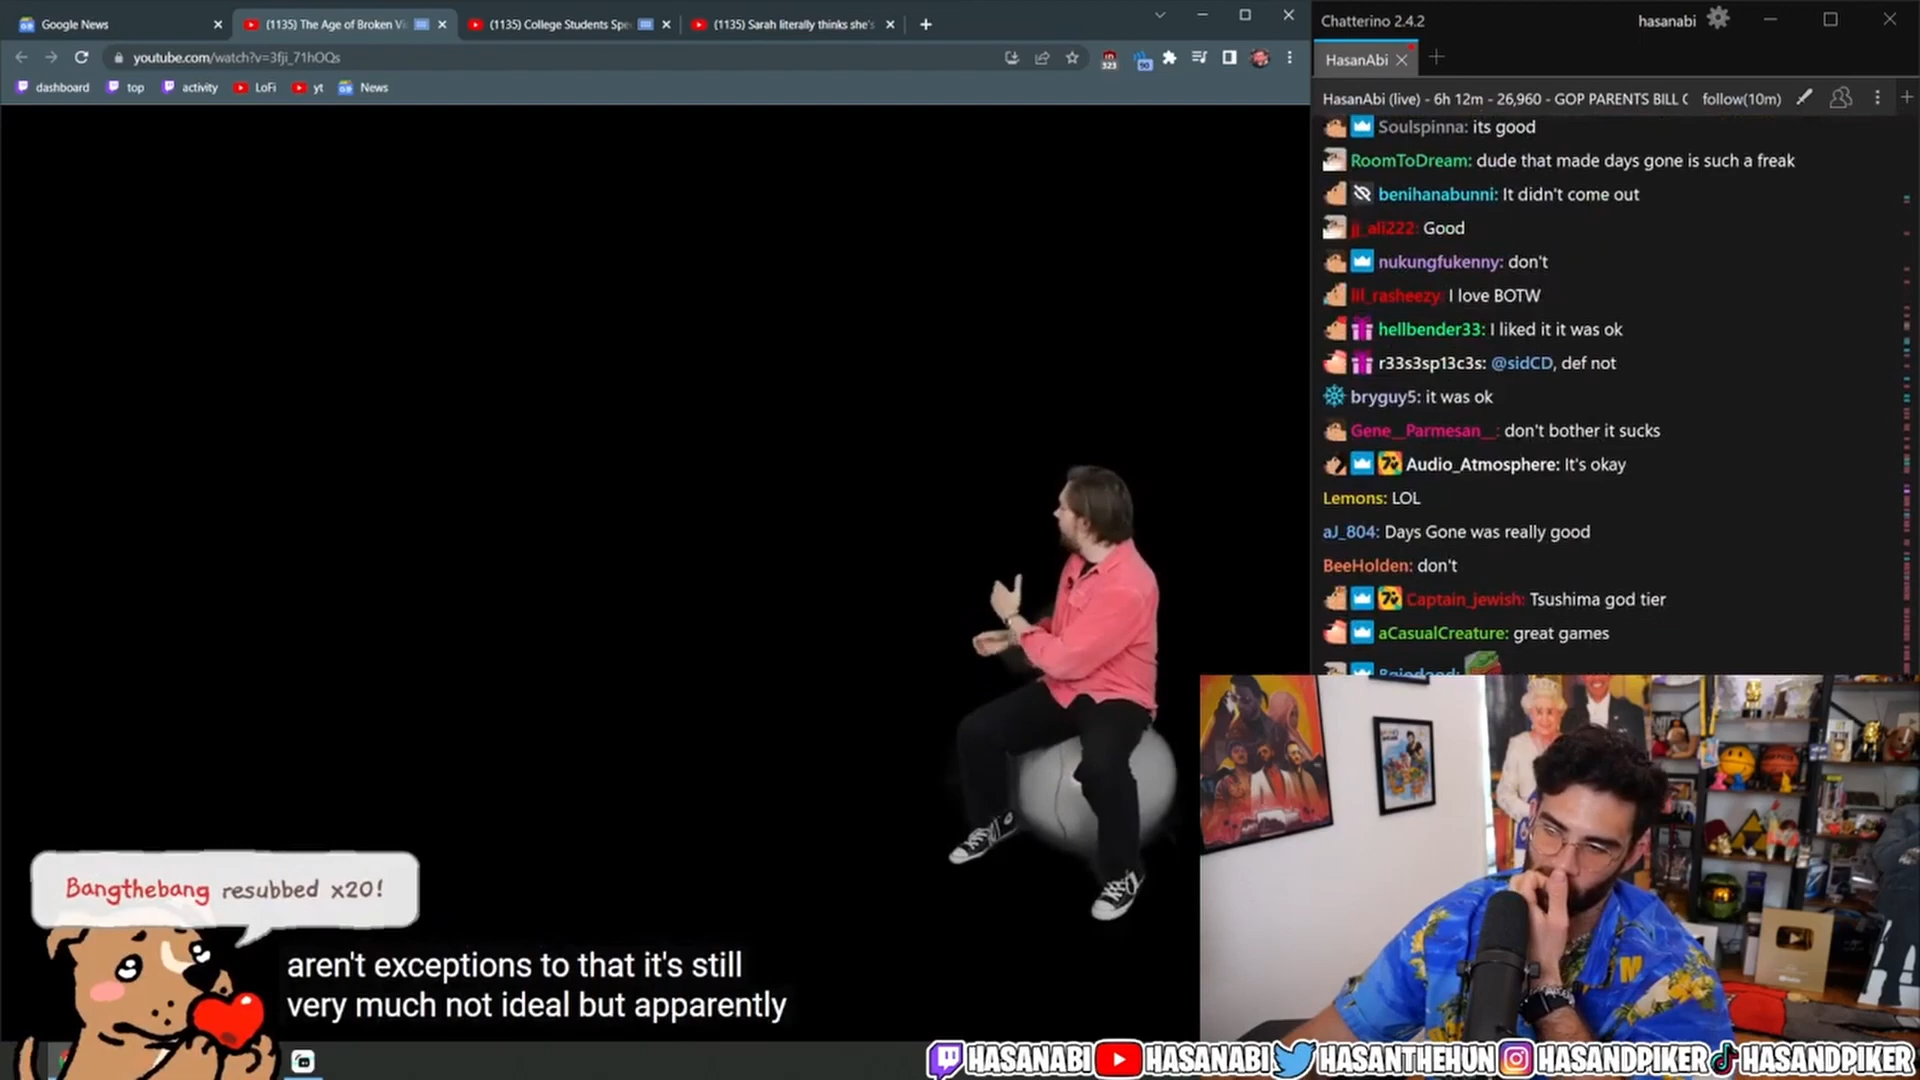 Google News
(1135) The Age of Broken Vi
(1135) College Students Spe
(1135) Sarah literally thinks she's
youtube.com/watch?v=3fji_71hOQs
323
50
dashboard
top
activity
LoFi
yt
News
Chatterino 2.4.2
hasanabi
HasanAbi
HasanAbi (live) - 6h 12m - 26,960 - GOP PARENTS BILL
follow(10m)
Soulspinna: its good
RoomToDream: dude that made days gone is such a freak
benihanabunni: It didn't come out
jj_ali222: Good
nukungfukenny: don't
lil_rasheezy: I love BOTW
hellbender33: I liked it it was ok
r33s3sp13c3s: @sidCD, def not
bryguy5: it was ok
Gene__Parmesan__: don't bother it sucks
Audio_Atmosphere: It's okay
Lemons: LOL
aJ_804: Days Gone was really good
BeeHolden: don't
Captain_jewish: Tsushima god tier
aCasualCreature: great games
Bangthebang resubbed x20!
aren't exceptions to that it's still
very much not ideal but apparently
HASANABI HASANABI HASANTHEHUN HASANDPIKER HASANDPIKER